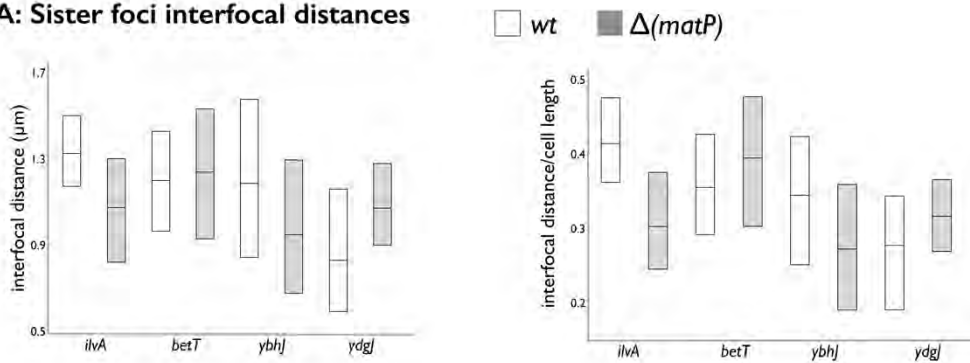 A: Sister foci interfocal distances
wt Δ(matP)
interfocal distance (µm)
1.7
1.3
0.9
0.5
ilvA betT ybhJ ydgJ
interfocal distance/cell length
0.5
0.4
0.3
0.2
ilvA betT ybhJ ydgJ